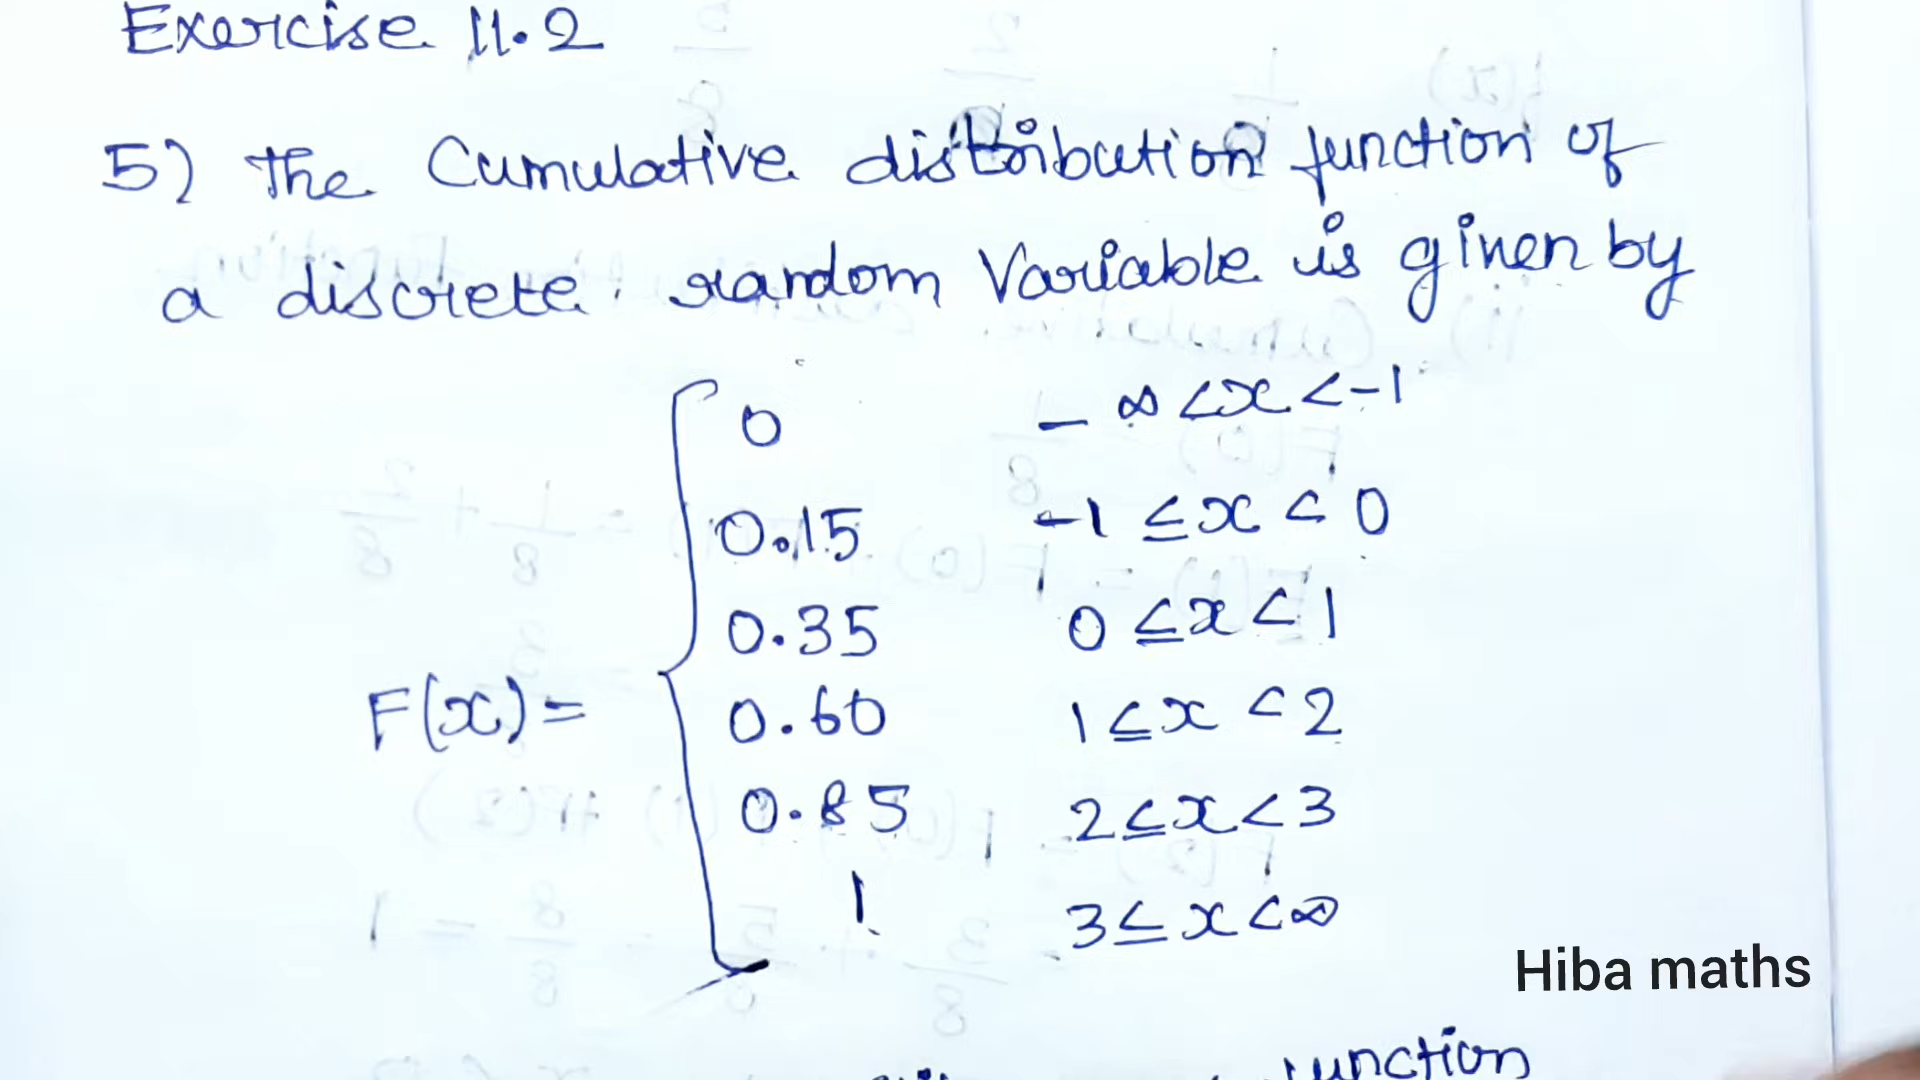 Exercise 11.2
5) The Cumulative distribution function of
a discrete random Variable is given by
0 - ∞ <x <-1
0.15 -1 ≤x < 0
0.35 0 ≤x <1
F(x)= 0.60 1 ≤x <2
0.85 2≤x<3
1 3≤x<∞
Hiba maths
function